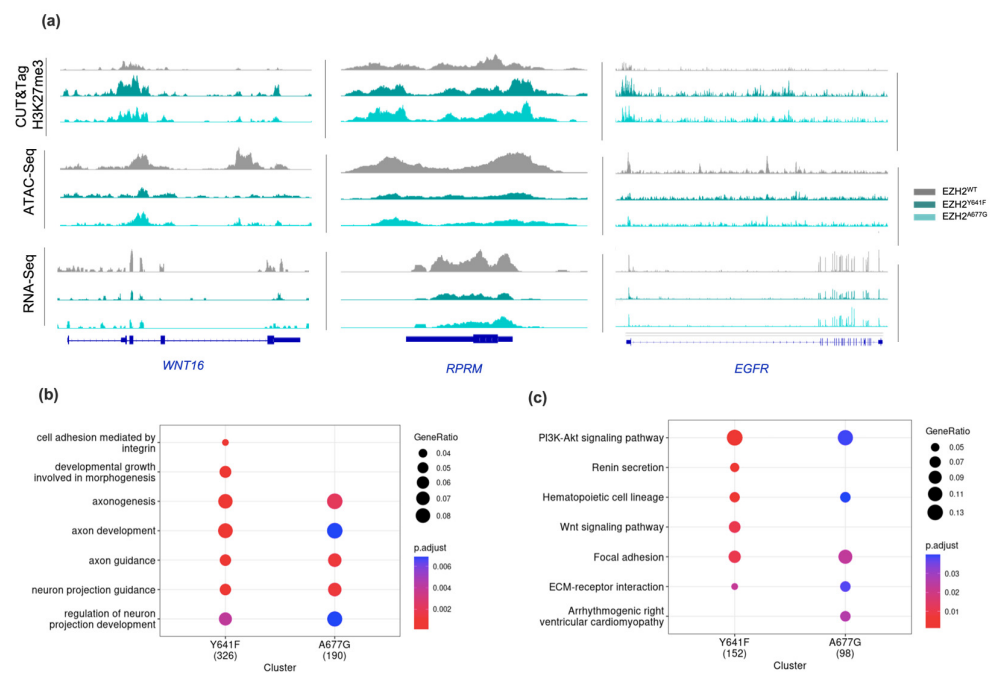 (a)
CUT&Tag
H3K27me3
ATAC-Seq
RNA-Seq
EZH2WT
EZH2Y641F
EZH2A677G
WNT16
RPRM
EGFR
(b)
cell adhesion mediated by
integrin
developmental growth
involved in morphogenesis
axonogenesis
axon development
axon guidance
neuron projection guidance
regulation of neuron
projection development
Y641F
(326)
A677G
(190)
Cluster
GeneRatio
0.04
0.05
0.06
0.07
0.08
p.adjust
0.006
0.004
0.002
(c)
PI3K-Akt signaling pathway
Renin secretion
Hematopoietic cell lineage
Wnt signaling pathway
Focal adhesion
ECM-receptor interaction
Arrhythmogenic right
ventricular cardiomyopathy
Y641F
(152)
A677G
(98)
Cluster
GeneRatio
0.05
0.07
0.09
0.11
0.13
p.adjust
0.03
0.02
0.01